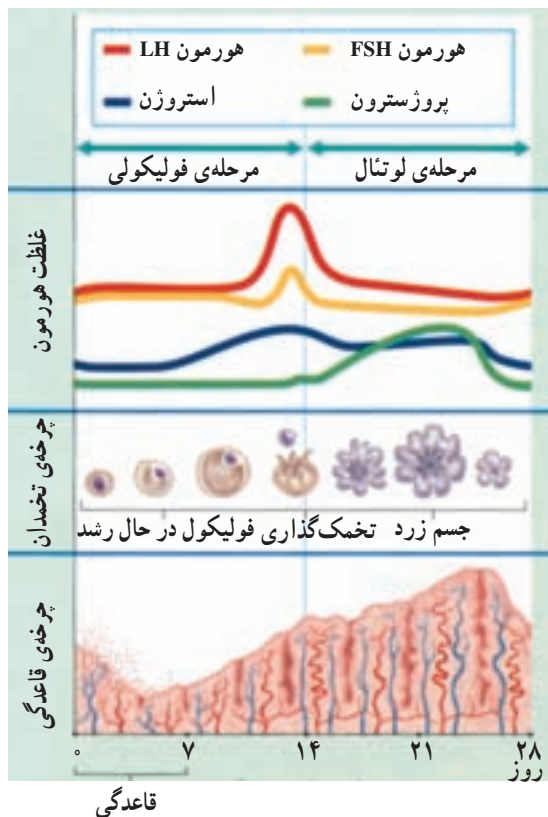 هورمون LH هورمون FSH
استروژن پروژسترون
مرحله‌ی فولیکولی مرحله‌ی لوتئال
غلظت هورمون
چرخه‌ی تخمدان
فولیکول در حال رشد تخمک‌گذاری جسم زرد
چرخه‌ی قاعدگی
۰ ۷ ۱۴ ۲۱ ۲۸
روز
قاعدگی